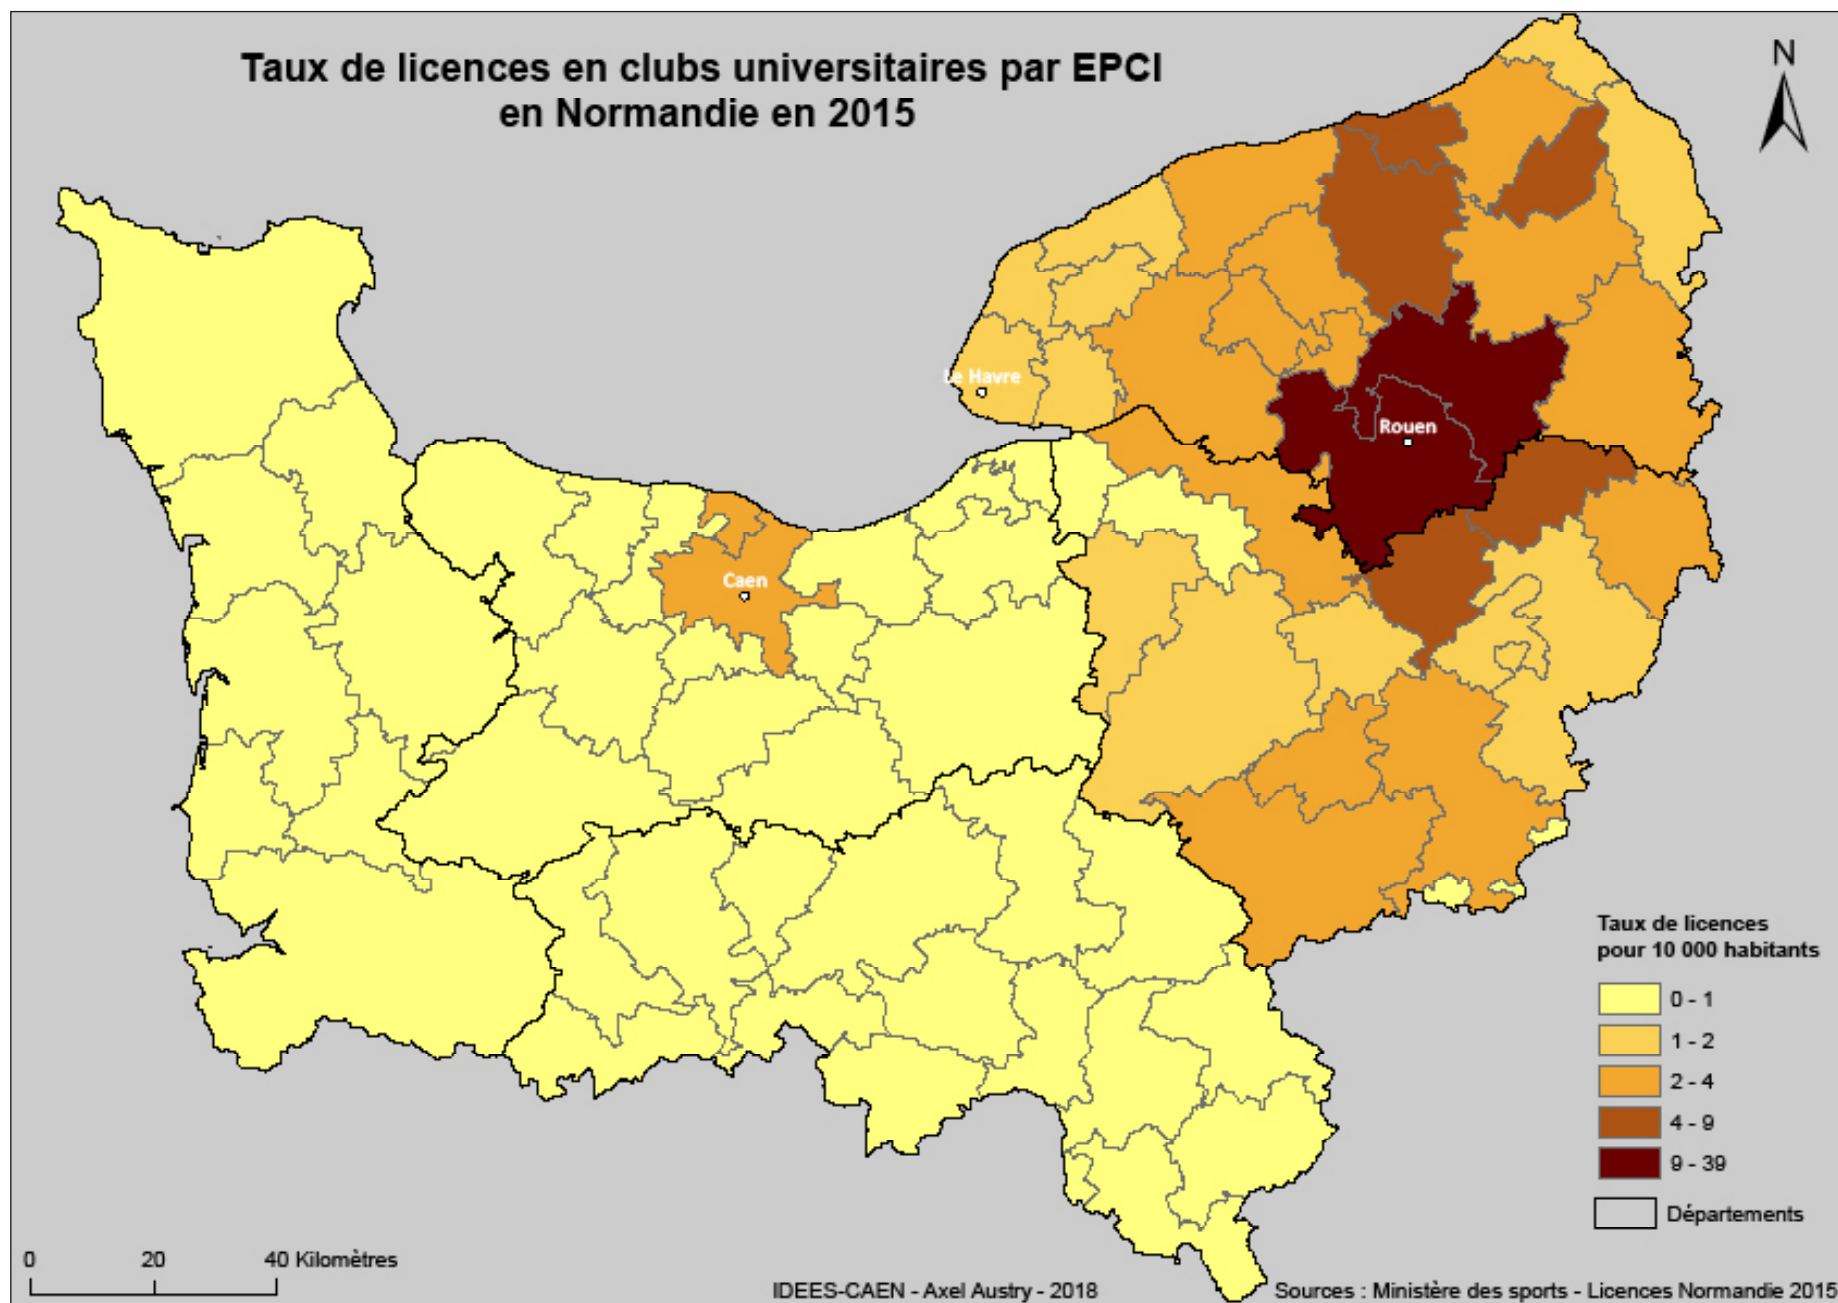 Taux de licences en clubs universitaires par EPCI
en Normandie en 2015
N
Le Havre
Rouen
Caen
Taux de licences
pour 10 000 habitants
0 - 1
1 - 2
2 - 4
4 - 9
9 - 39
Départements
0 20 40 Kilomètres
IDEES-CAEN - Axel Austry - 2018
Sources : Ministère des sports - Licences Normandie 2015